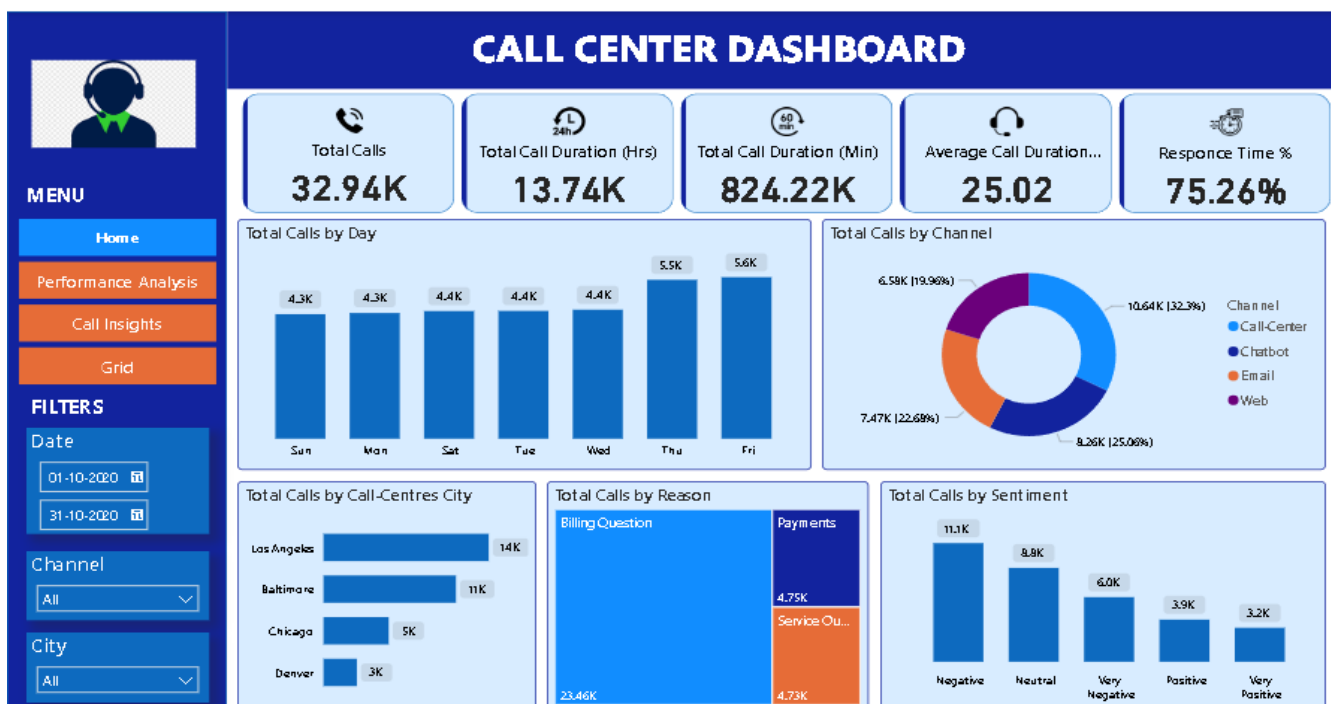 CALL CENTER DASHBOARD
MENU
Home
Performance Analysis
Call Insights
Grid
FILTERS
Date
01-10-2020
31-10-2020
Channel
All
City
All
24h
60
min
Total Calls
32.94K
Total Call Duration (Hrs)
13.74K
Total Call Duration (Min)
824.22K
Average Call Duration...
25.02
Responce Time %
75.26%
Total Calls by Day
4.3K 4.3K 4.4K 4.4K 4.4K 5.5K 5.6K
Sun Mon Sat Tue Wed Thu Fri
Total Calls by Channel
6.58K (19.96%)
10.64K (32.3%)
7.47K (22.68%)
8.26K (25.06%)
Channel
Call-Center
Chatbot
Email
Web
Total Calls by Call-Centres City
Los Angeles 14K
Baltimore 11K
Chicago 5K
Denver 3K
Total Calls by Reason
Billing Question
23.46K
Payments
4.75K
Service Ou...
4.73K
Total Calls by Sentiment
11.1K 8.8K 6.0K 3.9K 3.2K
Negative Neutral Very Negative Positive Very Positive